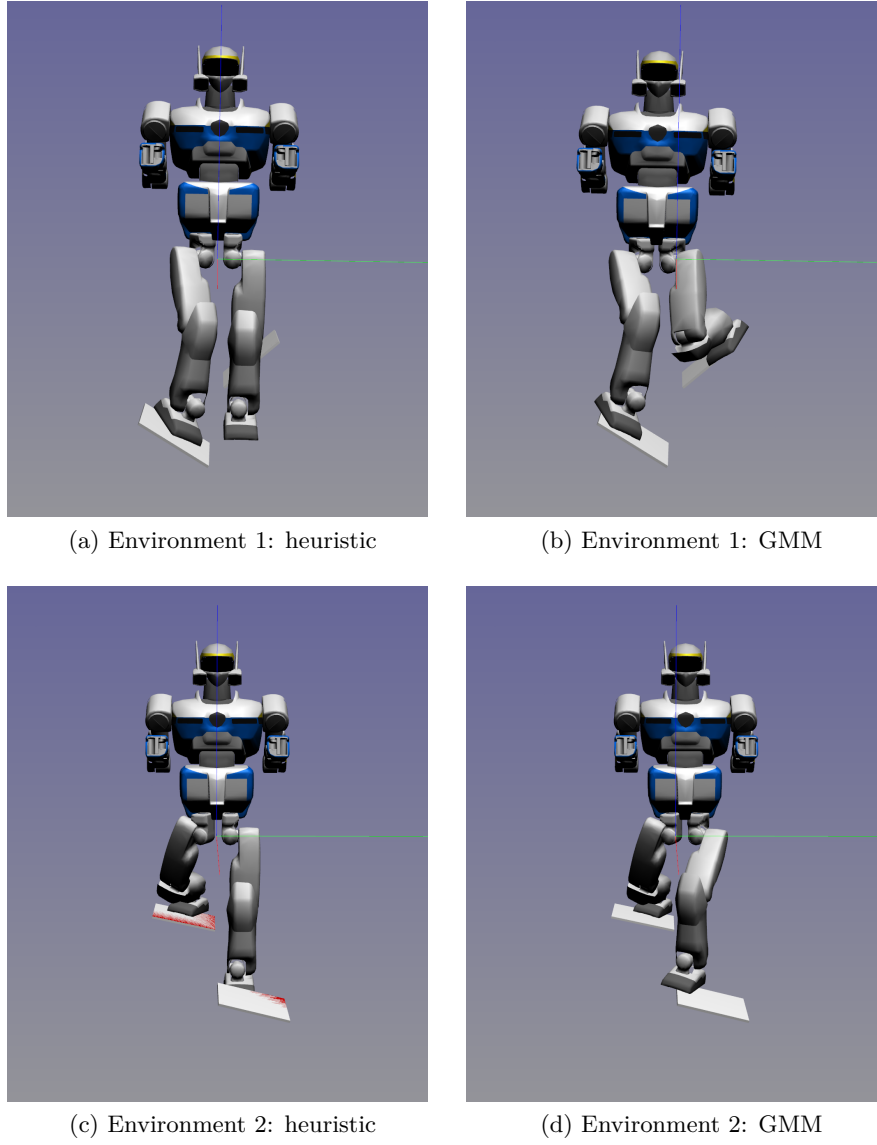 (a) Environment 1: heuristic
(b) Environment 1: GMM
(c) Environment 2: heuristic
(d) Environment 2: GMM